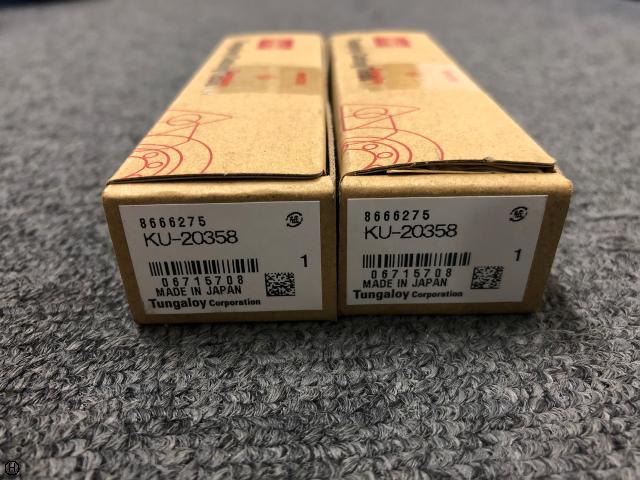 8666275
KU-20358
1
06715708
MADE IN JAPAN
Tungaloy Corporation
8666275
KU-20358
1
06715708
MADE IN JAPAN
Tungaloy Corporation
H